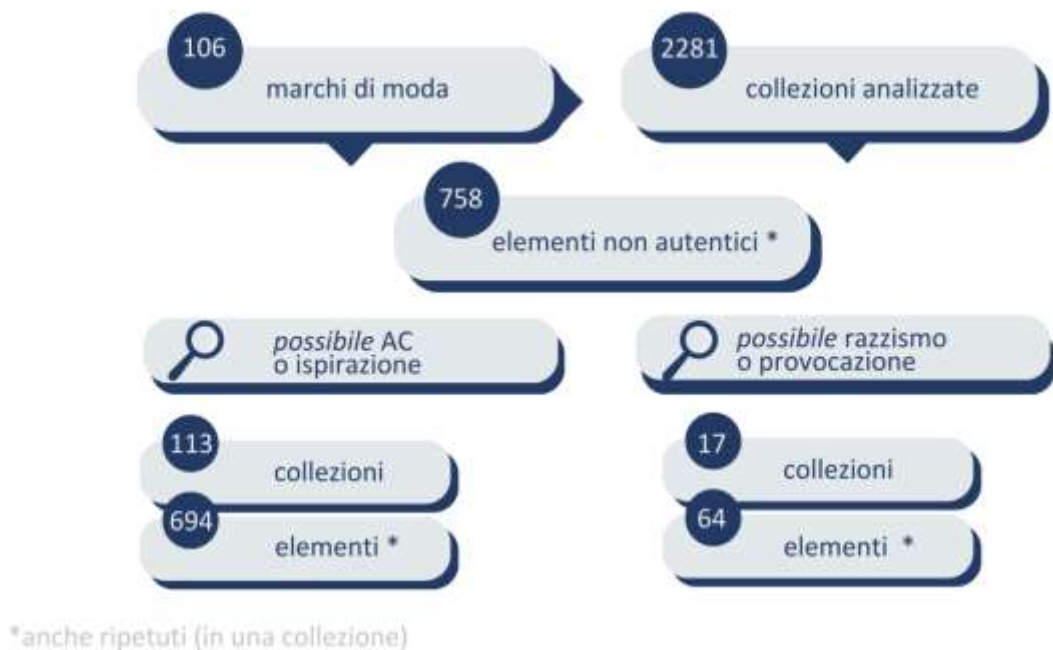 106
marchi di moda
2281
collezioni analizzate
758
elementi non autentici *
possibile AC
o ispirazione
possibile razzismo
o provocazione
113
collezioni
694
elementi *
17
collezioni
64
elementi *
*anche ripetuti (in una collezione)